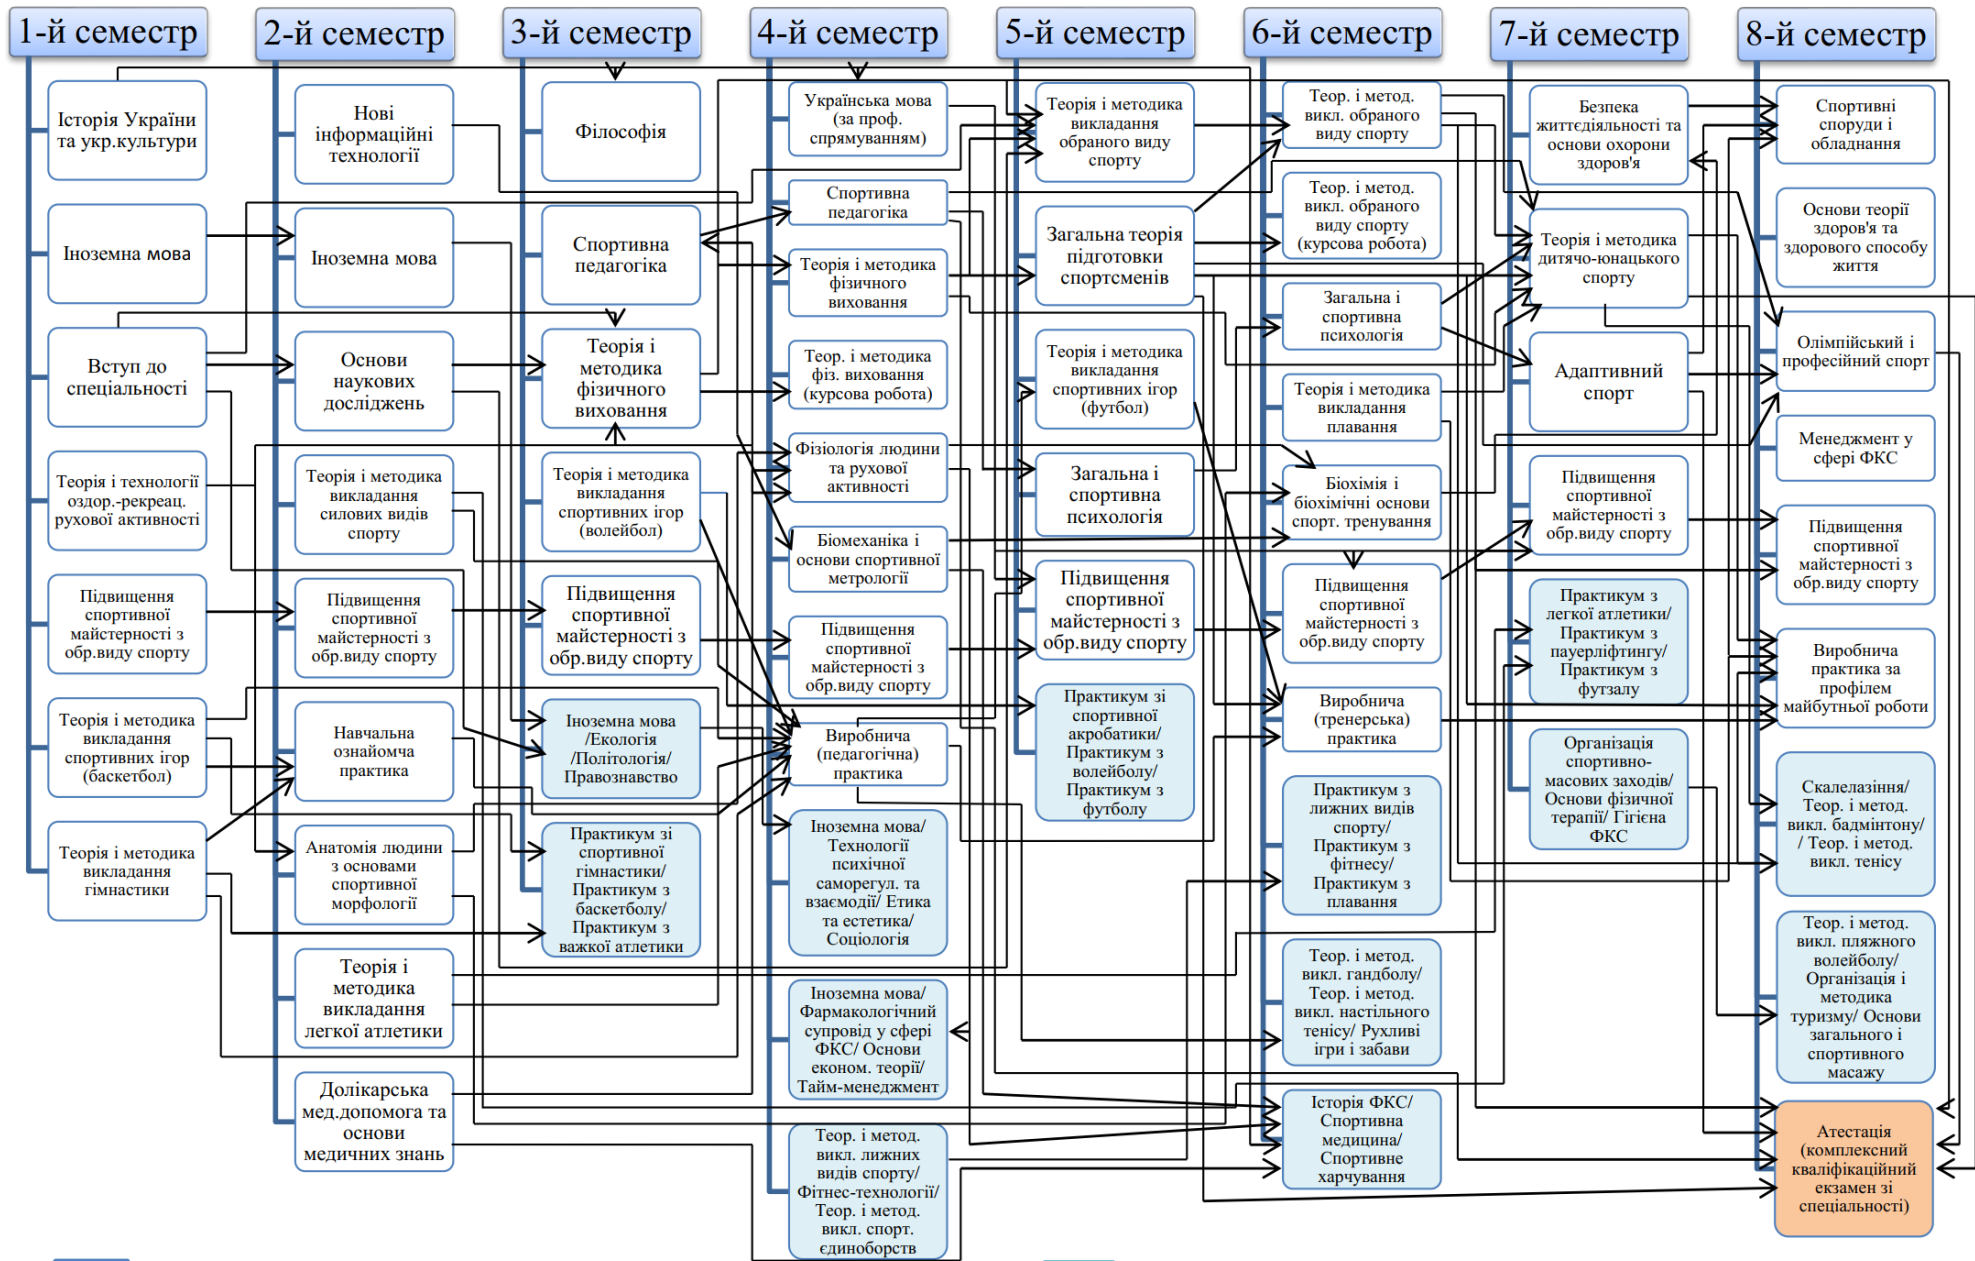 1-й семестр
Історія України
та укр.культури
Іноземна мова
Вступ до
спеціальності
Теорія і технології
оздор.-рекреац.
рухової активності
Підвищення
спортивної
майстерності з
обр.виду спорту
Теорія і методика
викладання
спортивних ігор
(баскетбол)
Теорія і методика
викладання
гімнастики
2-й семестр
Нові
інформаційні
технології
Іноземна мова
Основи
наукових
досліджень
Теорія і методика
викладання
силових видів
спорту
Підвищення
спортивної
майстерності з
обр.виду спорту
Навчальна
ознайомча
практика
Анатомія людини
з основами
спортивної
морфології
Теорія і
методика
викладання
легкої атлетики
Долікарська
мед.допомога та
основи
медичних знань
3-й семестр
Філософія
Спортивна
педагогіка
Теорія і
методика
фізичного
виховання
Теорія і методика
викладання
спортивних ігор
(волейбол)
Підвищення
спортивної
майстерності з
обр.виду спорту
Іноземна мова
/Екологія
/Політологія/
Правознавство
Практикум зі
спортивної
гімнастики/
Практикум з
баскетболу/
Практикум з
важкої атлетики
4-й семестр
Українська мова
(за проф.
спрямуванням)
Спортивна
педагогіка
Теорія і методика
фізичного
виховання
Теор. і методика
фіз. виховання
(курсова робота)
Фізіологія людини
та рухової
активності
Біомеханіка і
основи спортивної
метрології
Підвищення
спортивної
майстерності з
обр.виду спорту
Виробнича
(педагогічна)
практика
Іноземна мова/
Технології
психічної
саморегул. та
взаємодії/ Етика
та естетика/
Соціологія
Іноземна мова/
Фармакологічний
супровід у сфері
ФКС/ Основи
економ. теорії/
Тайм-менеджмент
Теор. і метод.
викл. лижних
видів спорту/
Фітнес-технології/
Теор. і метод.
викл. спорт.
єдиноборств
5-й семестр
Теорія і методика
викладання
обраного виду
спорту
Загальна теорія
підготовки
спортсменів
Теорія і методика
викладання
спортивних ігор
(футбол)
Загальна і
спортивна
психологія
Підвищення
спортивної
майстерності з
обр.виду спорту
Практикум зі
спортивної
акробатики/
Практикум з
волейболу/
Практикум з
футболу
6-й семестр
Теор. і метод.
викл. обраного
виду спорту
Теор. і метод.
викл. обраного
виду спорту
(курсова робота)
Загальна і
спортивна
психологія
Теорія і методика
викладання
плавання
Біохімія і
біохімічні основи
спорт. тренування
Підвищення
спортивної
майстерності з
обр.виду спорту
Виробнича
(тренерська)
практика
Практикум з
лижних видів
спорту/
Практикум з
фітнесу/
Практикум з
плавання
Теор. і метод.
викл. гандболу/
Теор. і метод.
викл. настільного
тенісу/ Рухливі
ігри і забави
Історія ФКС/
Спортивна
медицина/
Спортивне
харчування
7-й семестр
Безпека
життєдіяльності та
основи охорони
здоров'я
Теорія і методика
дитячо-юнацького
спорту
Адаптивний
спорт
Підвищення
спортивної
майстерності з
обр.виду спорту
Практикум з
легкої атлетики/
Практикум з
пауерліфтингу/
Практикум з
футзалу
Організація
спортивно-
масових заходів/
Основи фізичної
терапії/ Гігієна
ФКС
8-й семестр
Спортивні
споруди і
обладнання
Основи теорії
здоров'я та
здорового способу
життя
Олімпійський і
професійний спорт
Менеджмент у
сфері ФКС
Підвищення
спортивної
майстерності з
обр.виду спорту
Виробнича
практика за
профілем
майбутньої роботи
Скалелазіння/
Теор. і метод.
викл. бадмінтону/
/ Теор. і метод.
викл. тенісу
Теор. і метод.
викл. пляжного
волейболу/
Організація і
методика
туризму/ Основи
загального і
спортивного
масажу
Атестація
(комплексний
кваліфікаційний
екзамен зі
спеціальності)